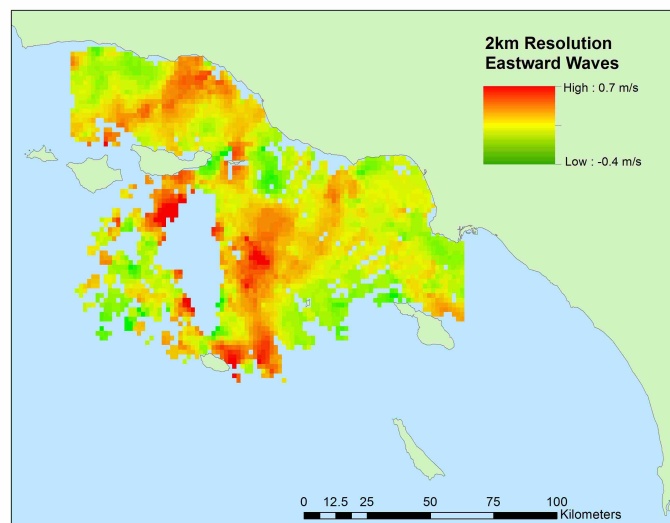 2km Resolution
Eastward Waves
High : 0.7 m/s
Low : -0.4 m/s
0 12.5 25 50 75 100
Kilometers